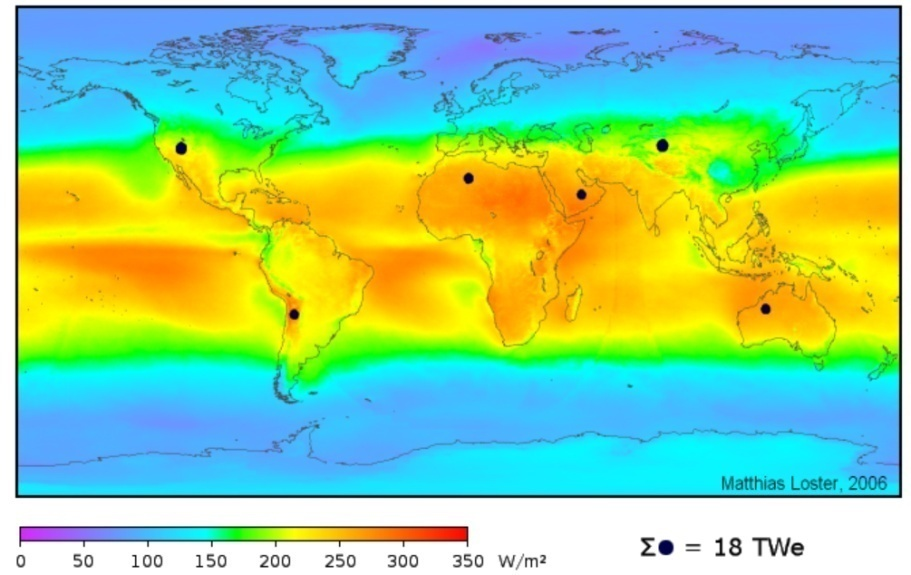 Matthias Loster, 2006
0 50 100 150 200 250 300 350 W/m²
Σ● = 18 TWe